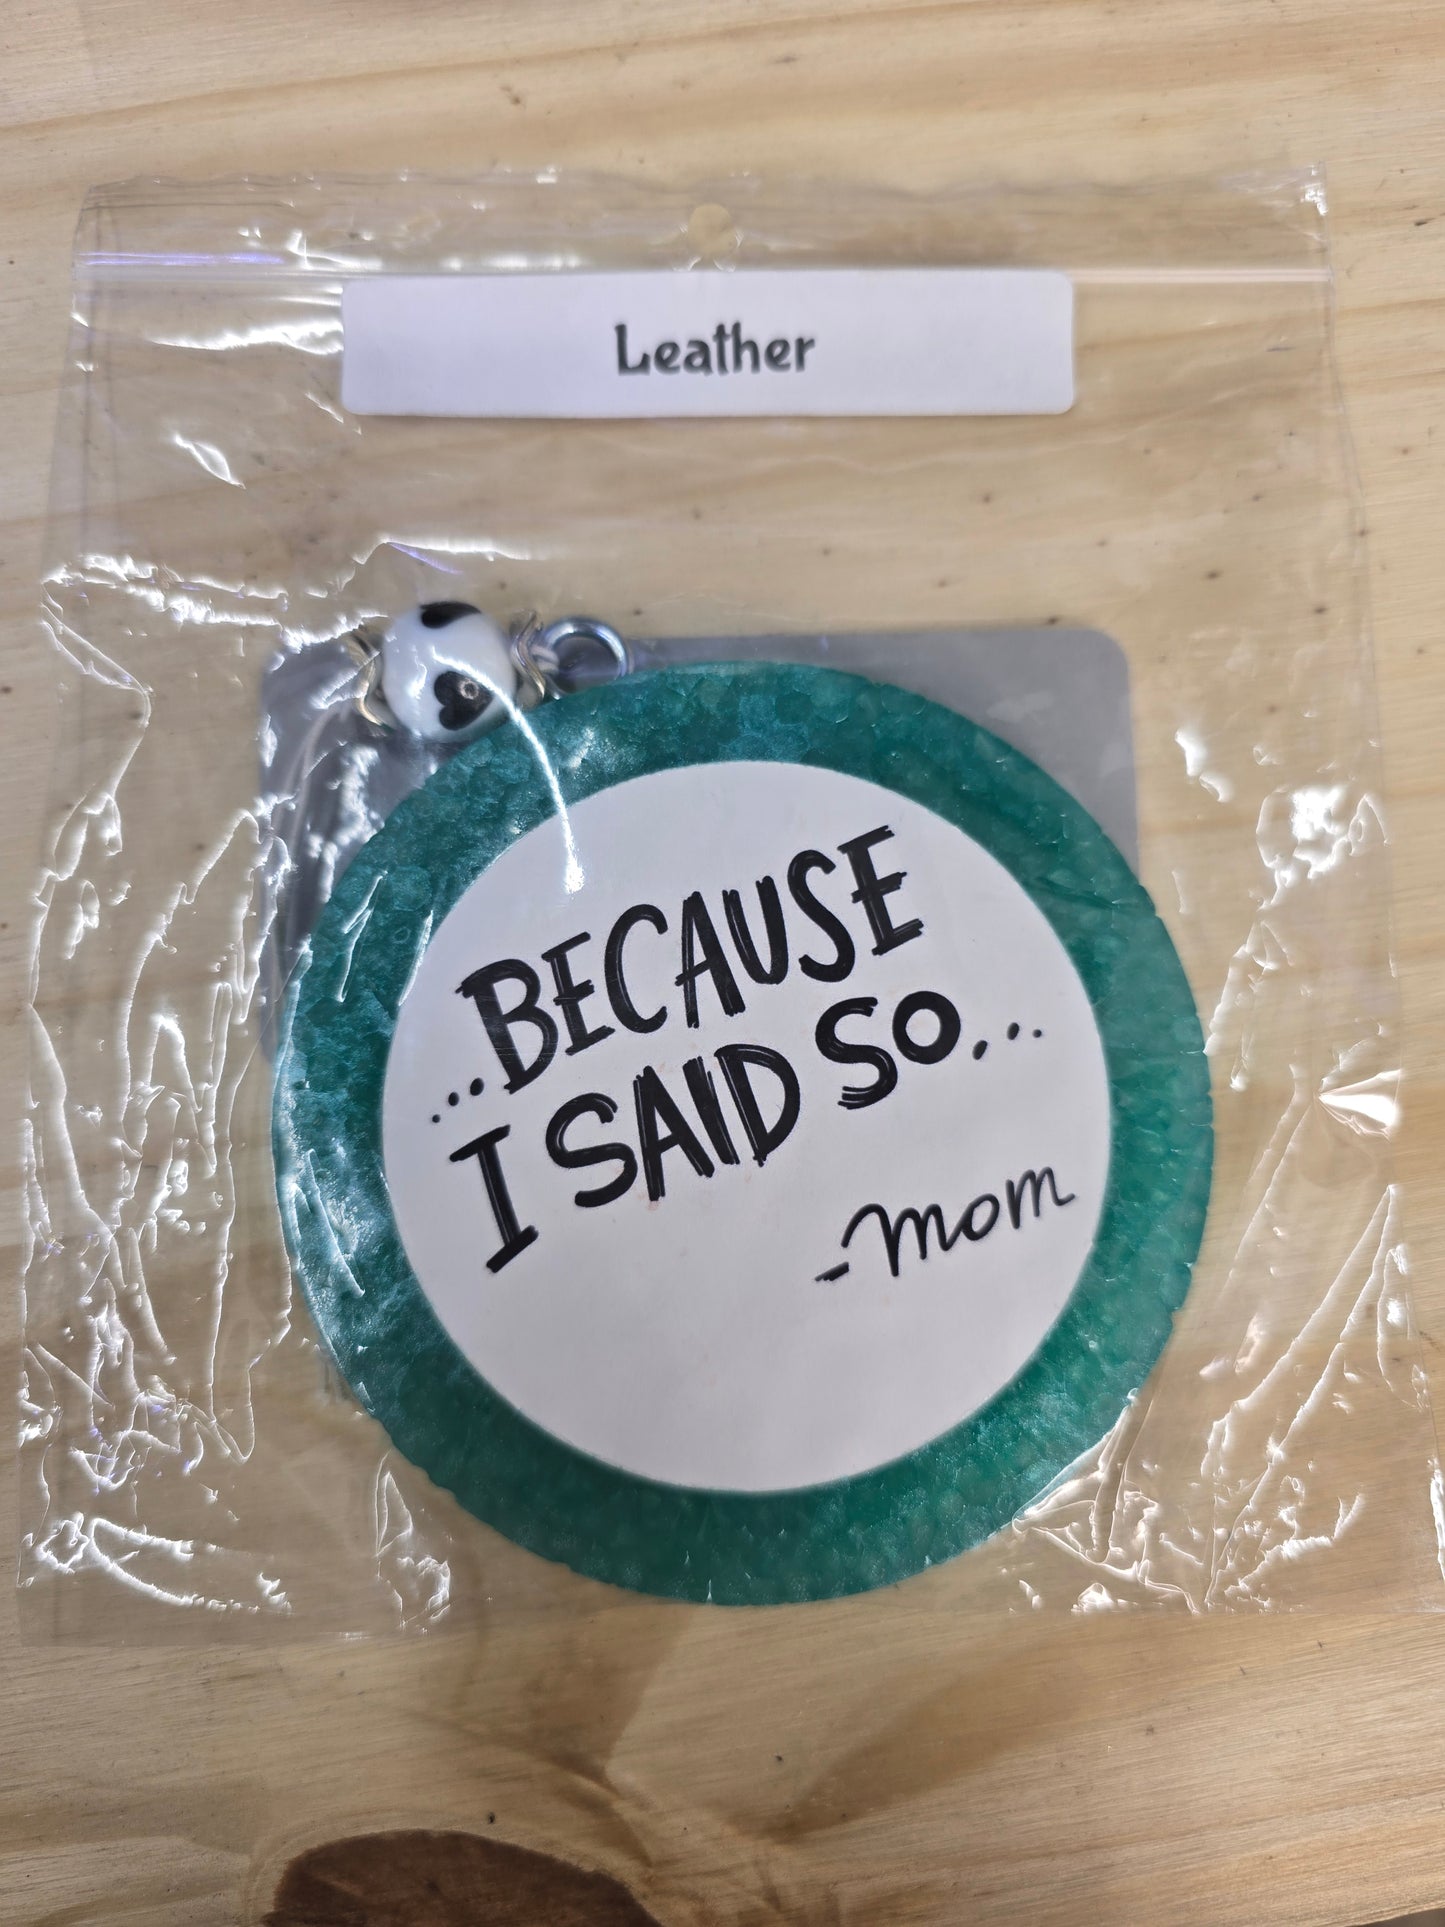 Leather
...BECAUSE
I SAID SO...
-Mom